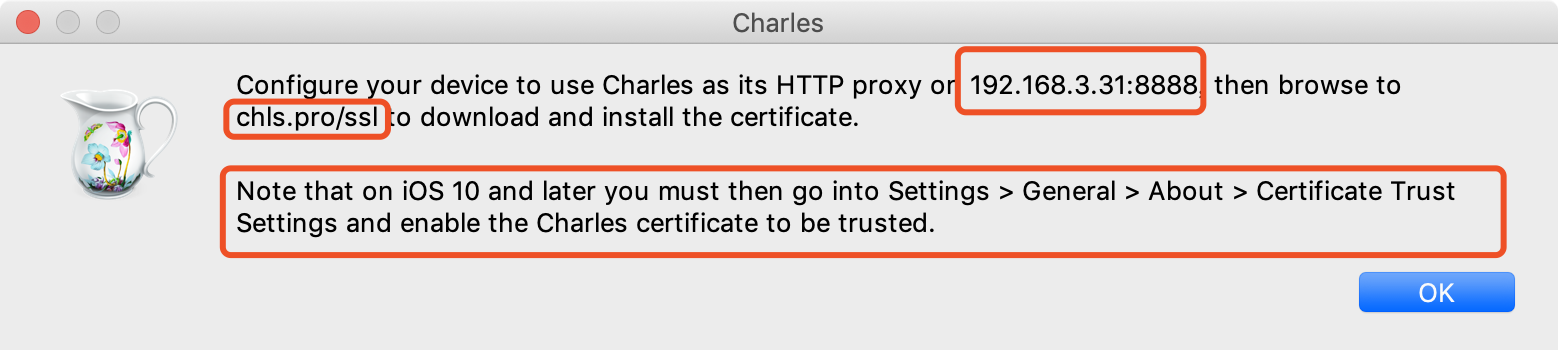 Charles
Configure your device to use Charles as its HTTP proxy on 192.168.3.31:8888, then browse to
chls.pro/ssl to download and install the certificate.
Note that on iOS 10 and later you must then go into Settings > General > About > Certificate Trust
Settings and enable the Charles certificate to be trusted.
OK